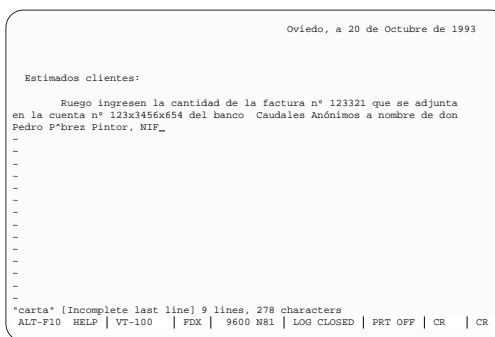 Oviedo, a 20 de Octubre de 1993
Estimados clientes:
Ruego ingresen la cantidad de la factura nº 123321 que se adjunta
en la cuenta nº 123x3456x654 del banco Caudales Anónimos a nombre de don
Pedro P^brez Pintor, NIF_
~
~
~
~
~
~
~
~
~
~
~
~
~
~
"carta" [Incomplete last line] 9 lines, 278 characters
ALT-F10 HELP | VT-100 | FDX | 9600 N81 | LOG CLOSED | PRT OFF | CR | CR